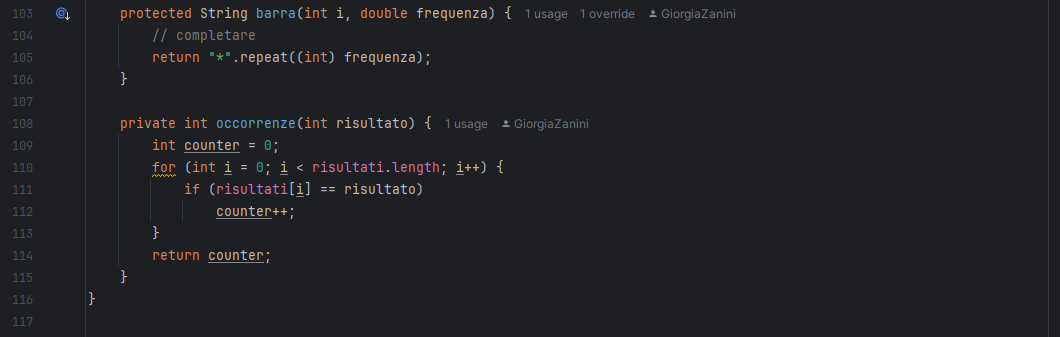 103 protected String barra(int i, double frequenza) { 1 usage 1 override GiorgiaZanini
104 // completare
105 return "*".repeat((int) frequenza);
106 }
107
108 private int occorrenze(int risultato) { 1 usage GiorgiaZanini
109 int counter = 0;
110 for (int i = 0; i < risultati.length; i++) {
111 if (risultati[i] == risultato)
112 counter++;
113 }
114 return counter;
115 }
116 }
117